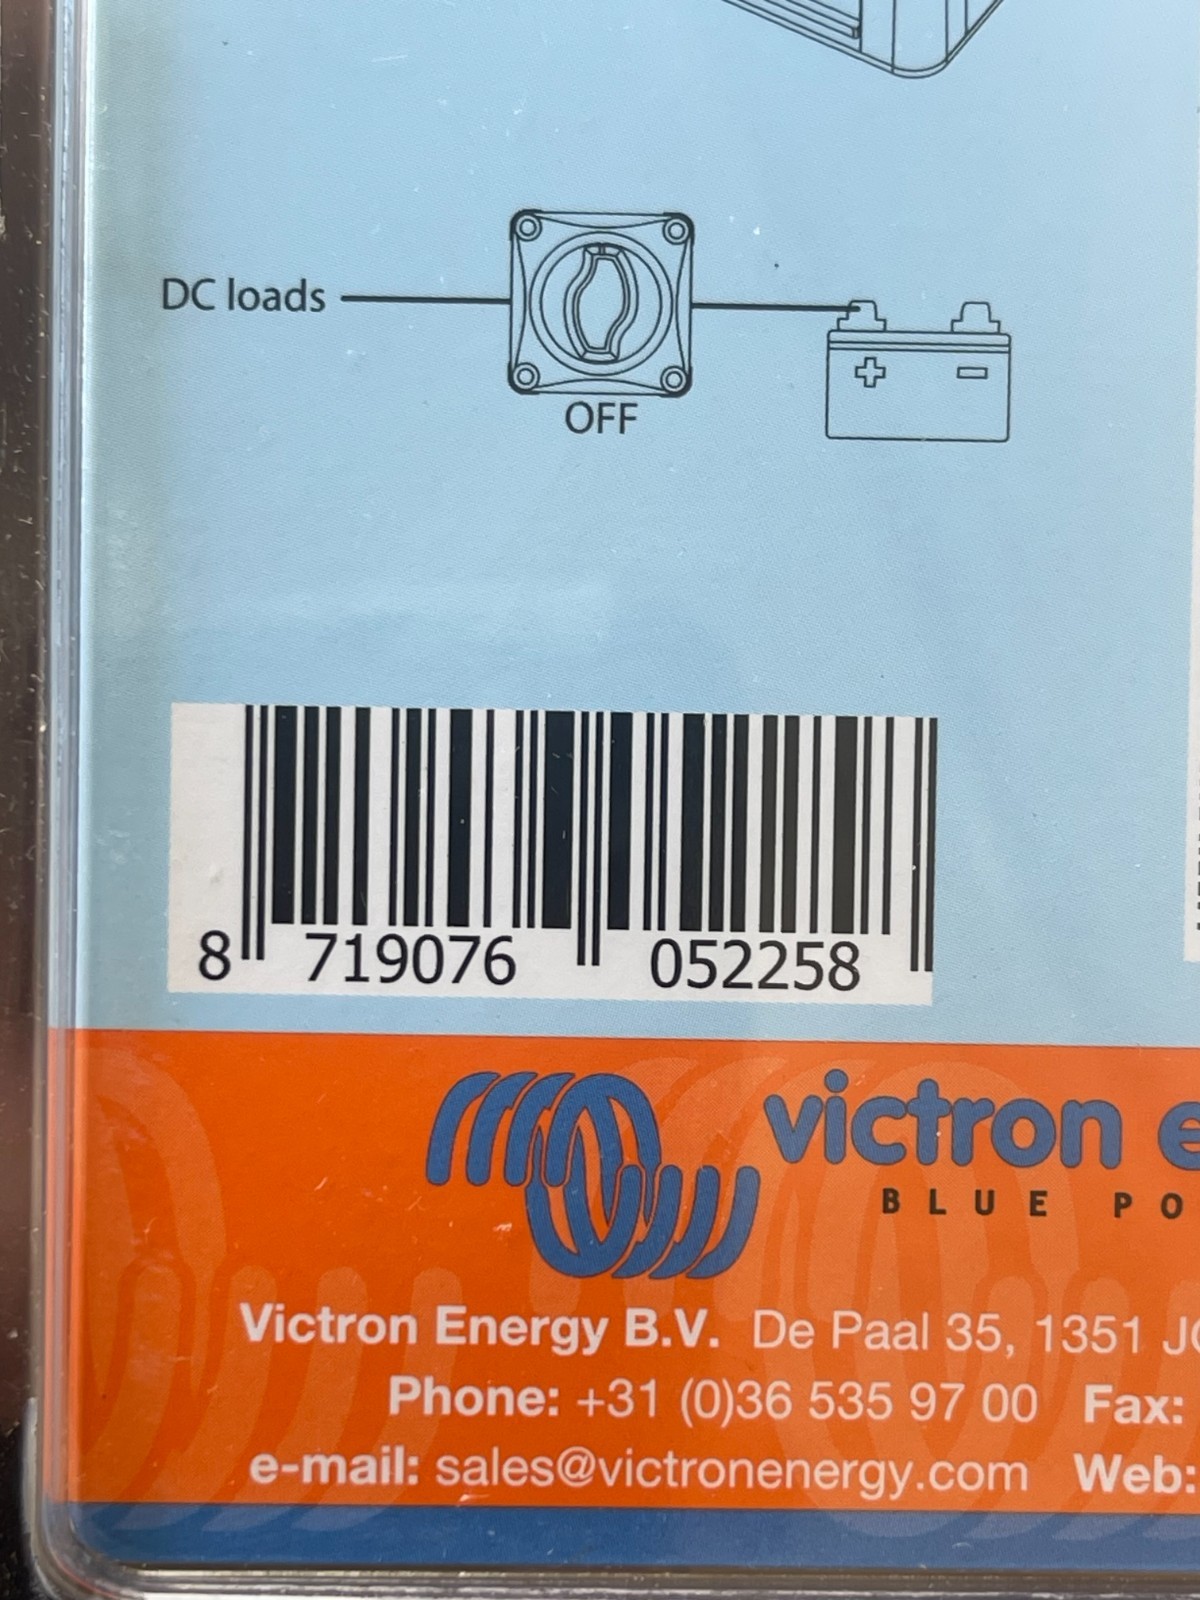 DC loads
OFF
8 719076 052258
victron e
BLUE PO
Victron Energy B.V. De Paal 35, 1351 J
Phone: +31 (0)36 535 97 00 Fax:
e-mail: sales@victronenergy.com Web: